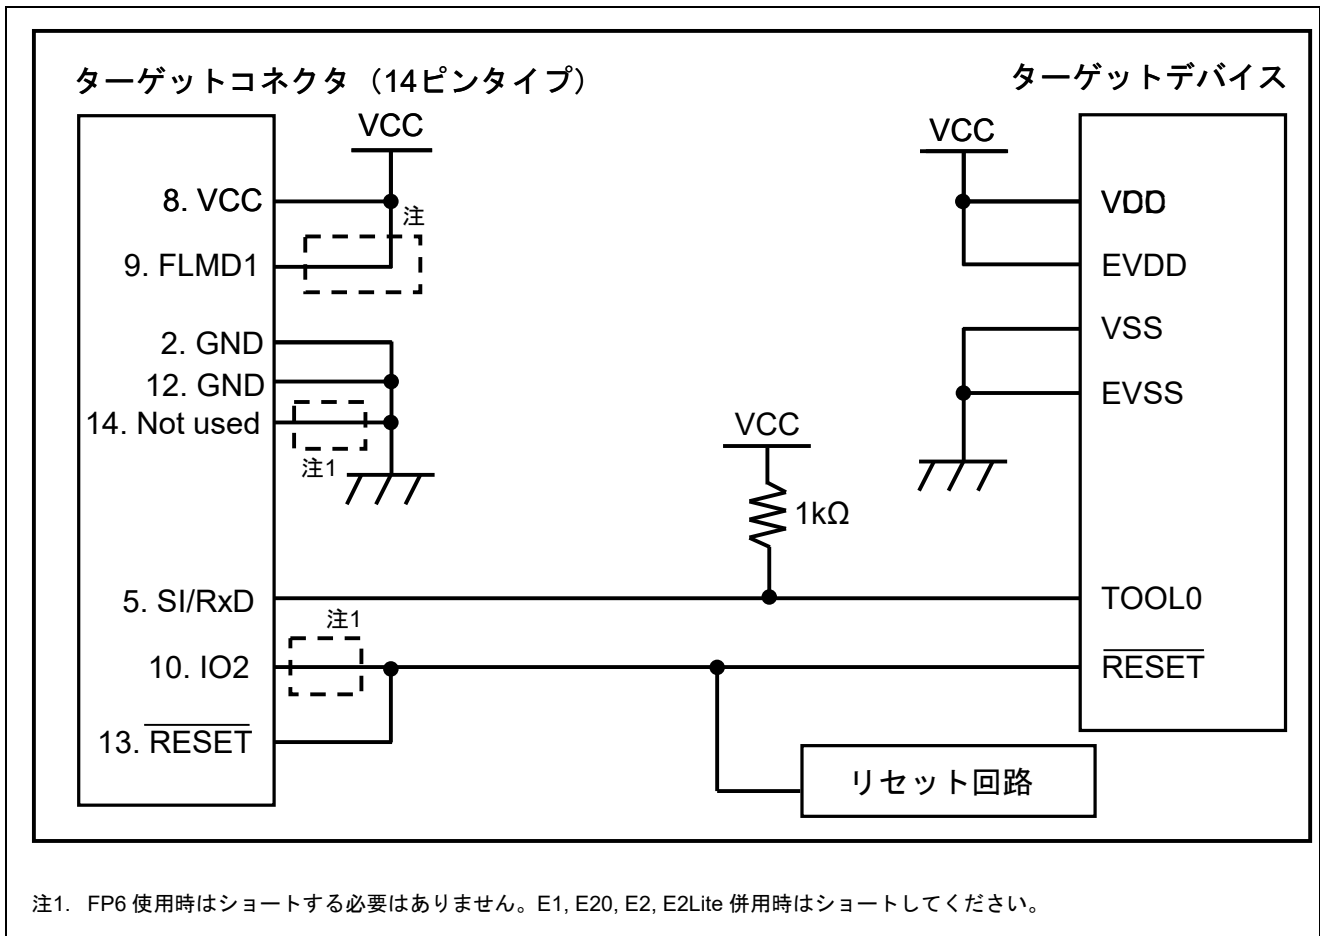 ターゲットコネクタ（14ピンタイプ）
ターゲットデバイス
VCC
VCC
8. VCC
注
9. FLMD1
2. GND
12. GND
14. Not used
注1
VDD
EVDD
VSS
EVSS
VCC
1kΩ
5. SI/RxD
TOOL0
注1
10. IO2
RESET
13. RESET
リセット回路
注1. FP6 使用時はショートする必要はありません。E1, E20, E2, E2Lite 併用時はショートしてください。